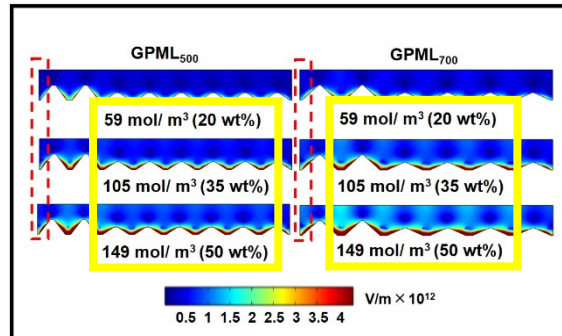 GPML₅₀₀ GPML₇₀₀
59 mol/ m³ (20 wt%) 59 mol/ m³ (20 wt%)
105 mol/ m³ (35 wt%) 105 mol/ m³ (35 wt%)
149 mol/ m³ (50 wt%) 149 mol/ m³ (50 wt%)
V/m × 10¹²
0.5 1 1.5 2 2.5 3 3.5 4